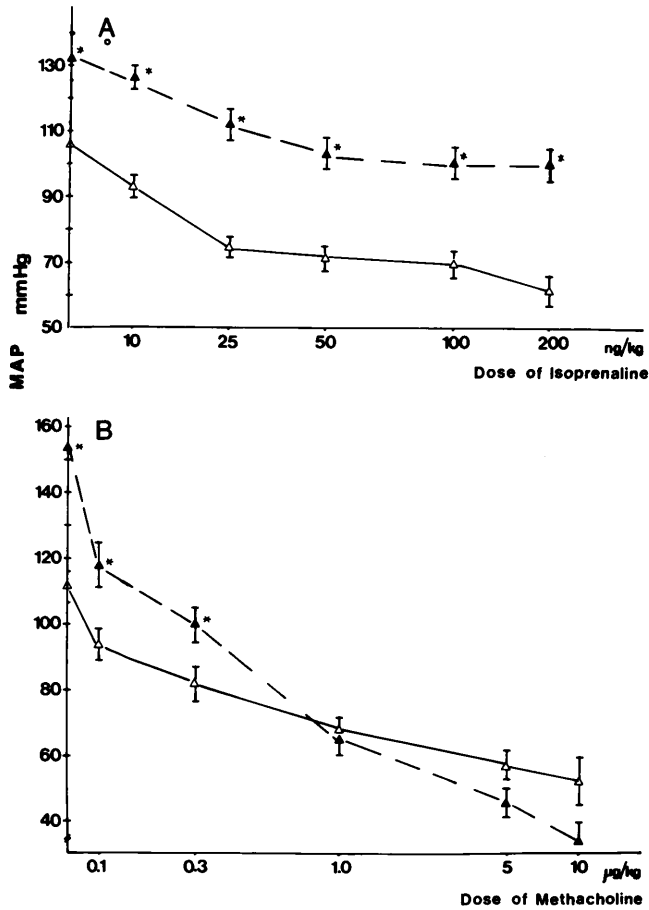 A
130
110
90
70
50
10 25 50 100 200 ng/kg
Dose of Isoprenaline
MAP mmHg
B
160
140
120
100
80
60
40
0.1 0.3 1.0 5 10 µg/kg
Dose of Methacholine
* * * * * *
* * *